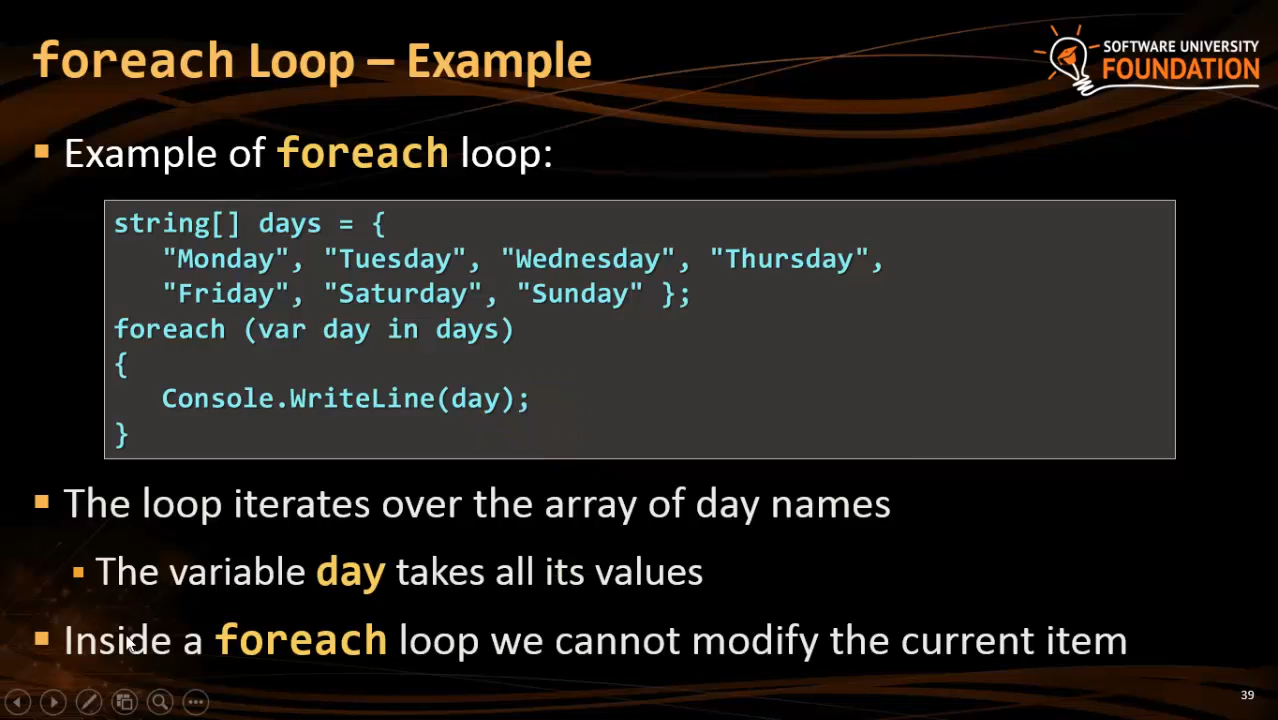 foreach Loop – Example
SOFTWARE UNIVERSITY
FOUNDATION
Example of foreach loop:
string[] days = {
"Monday", "Tuesday", "Wednesday", "Thursday",
"Friday", "Saturday", "Sunday" };
foreach (var day in days)
{
Console.WriteLine(day);
}
The loop iterates over the array of day names
The variable day takes all its values
Inside a foreach loop we cannot modify the current item
39